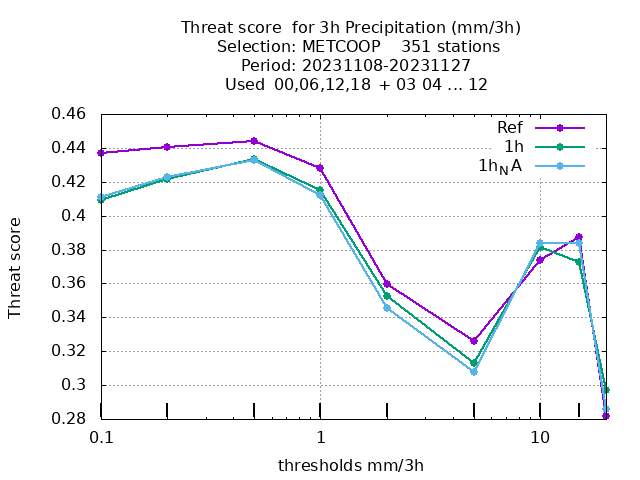 Threat score  for 3h Precipitation (mm/3h)
Selection: METCOOP    351 stations
Period: 20231108-20231127
Used  00,06,12,18  + 03 04 ... 12
Ref
1h
1hNA
Threat score
0.46
0.44
0.42
0.4
0.38
0.36
0.34
0.32
0.3
0.28
0.1
1
10
thresholds mm/3h